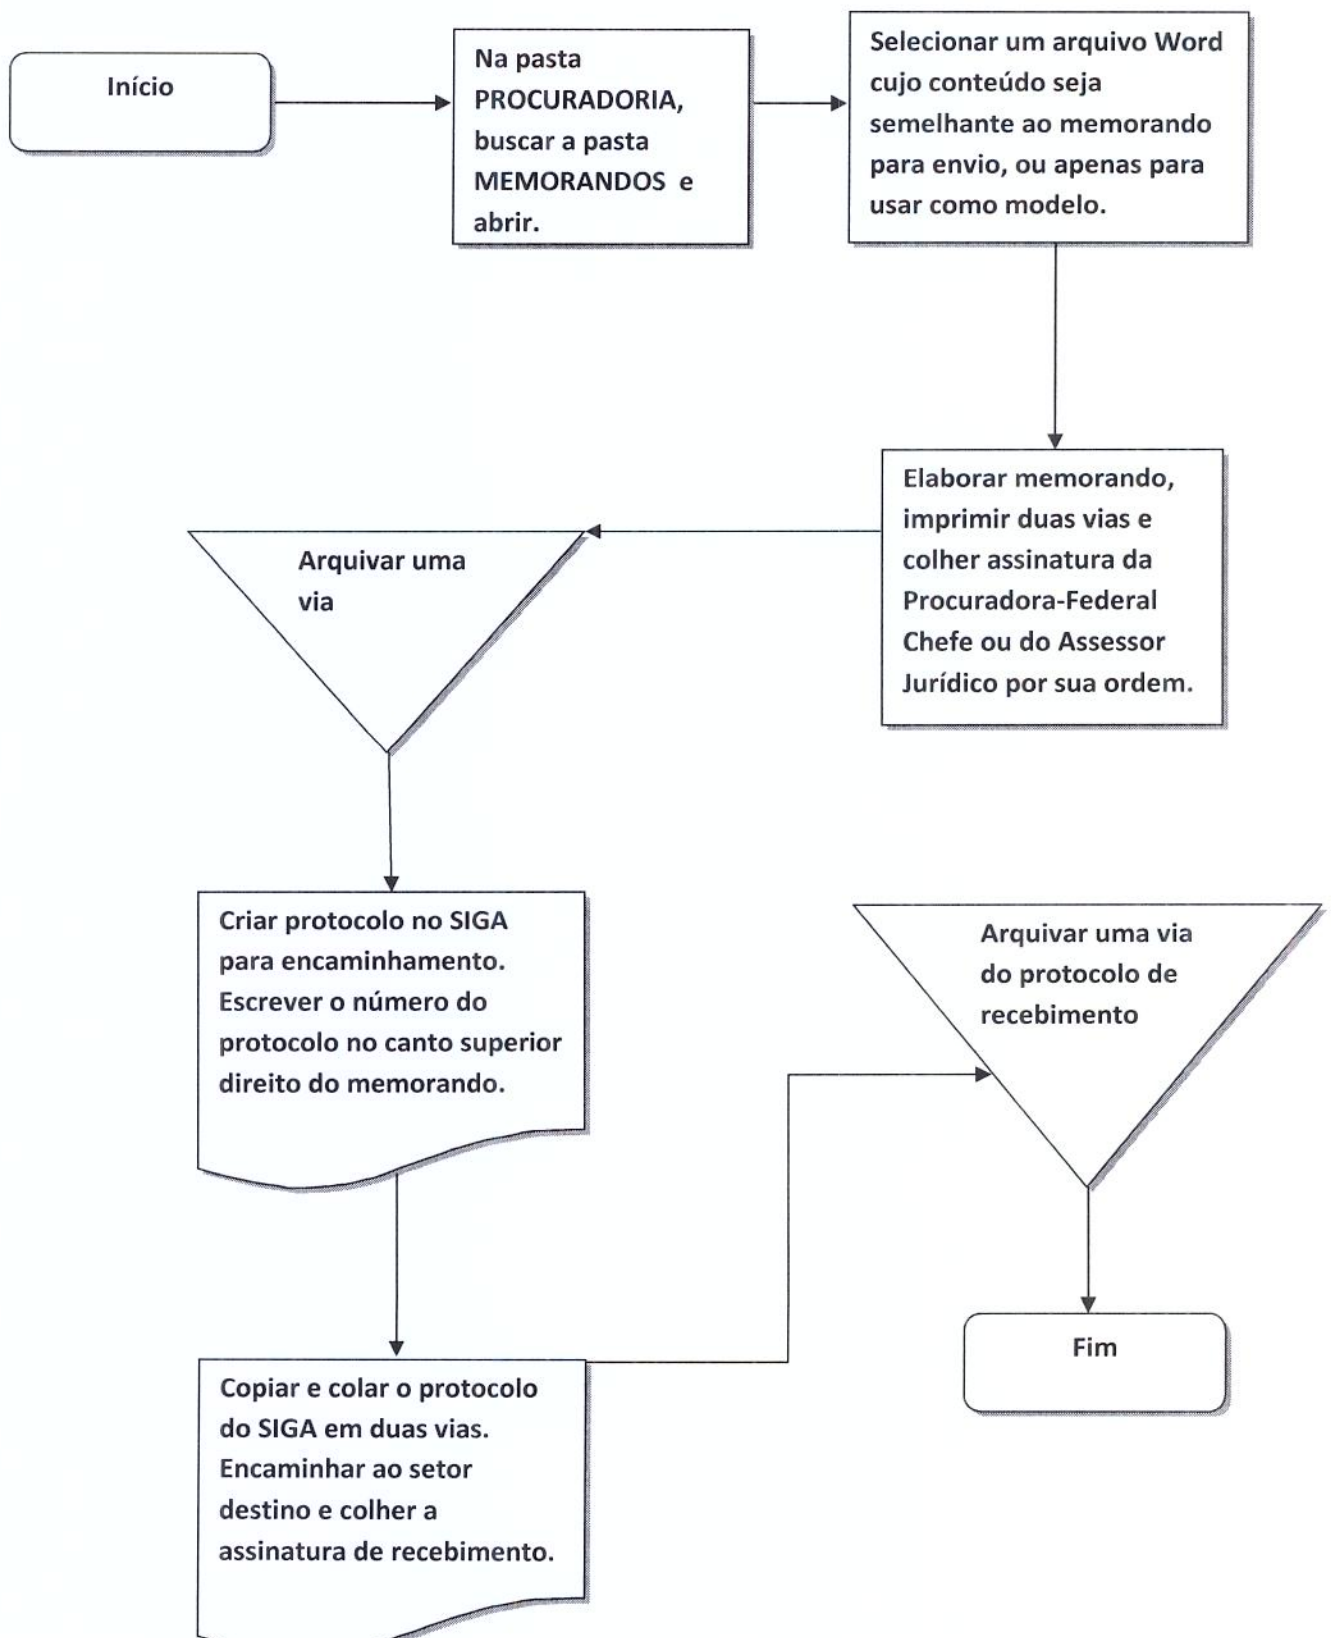 Início
Na pasta
PROCURADORIA,
buscar a pasta
MEMORANDOS e
abrir.
Selecionar um arquivo Word
cujo conteúdo seja
semelhante ao memorando
para envio, ou apenas para
usar como modelo.
Elaborar memorando,
imprimir duas vias e
colher assinatura da
Procuradora-Federal
Chefe ou do Assessor
Jurídico por sua ordem.
Arquivar uma
via
Criar protocolo no SIGA
para encaminhamento.
Escrever o número do
protocolo no canto superior
direito do memorando.
Copiar e colar o protocolo
do SIGA em duas vias.
Encaminhar ao setor
destino e colher a
assinatura de recebimento.
Arquivar uma via
do protocolo de
recebimento
Fim